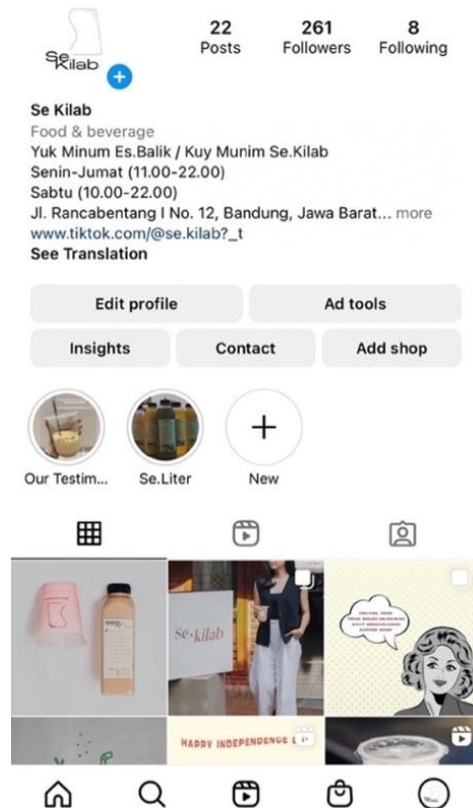 22 261 8
Posts Followers Following
Se
Kilab
Se Kilab
Food & beverage
Yuk Minum Es.Balik / Kuy Munim Se.Kilab
Senin-Jumat (11.00-22.00)
Sabtu (10.00-22.00)
Jl. Rancabentang I No. 12, Bandung, Jawa Barat... more
www.tiktok.com/@se.kilab?_t
See Translation
Edit profile Ad tools
Insights Contact Add shop
Our Testim... Se.Liter New
se•kilab
HAPPY INDEPENDENCE